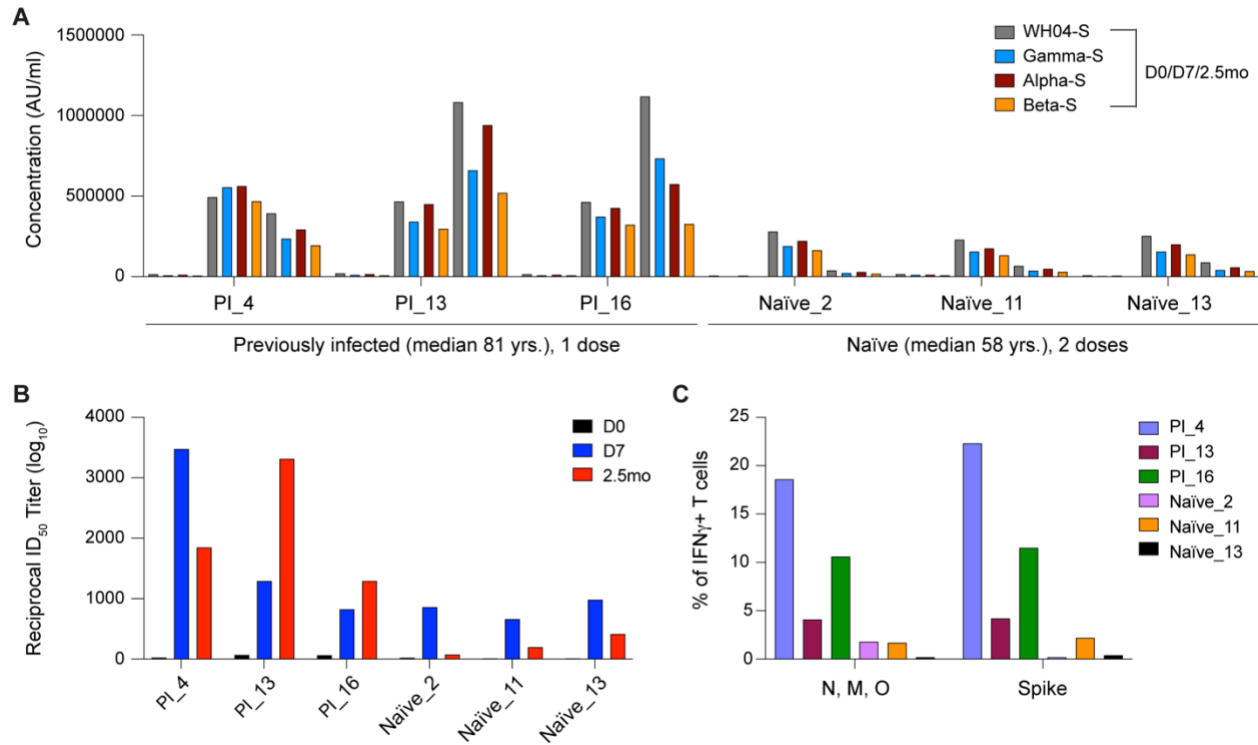 A
Concentration (AU/ml)
1500000
1000000
500000
0
WH04-S
Gamma-S
Alpha-S
Beta-S
D0/D7/2.5mo
PI_4
PI_13
PI_16
Naïve_2
Naïve_11
Naïve_13
Previously infected (median 81 yrs.), 1 dose
Naïve (median 58 yrs.), 2 doses
B
Reciprocal ID50 Titer (log10)
4000
3000
2000
1000
0
D0
D7
2.5mo
PI_4
PI_13
PI_16
Naïve_2
Naïve_11
Naïve_13
C
% of IFNγ+ T cells
25
20
15
10
5
0
PI_4
PI_13
PI_16
Naïve_2
Naïve_11
Naïve_13
N, M, O
Spike